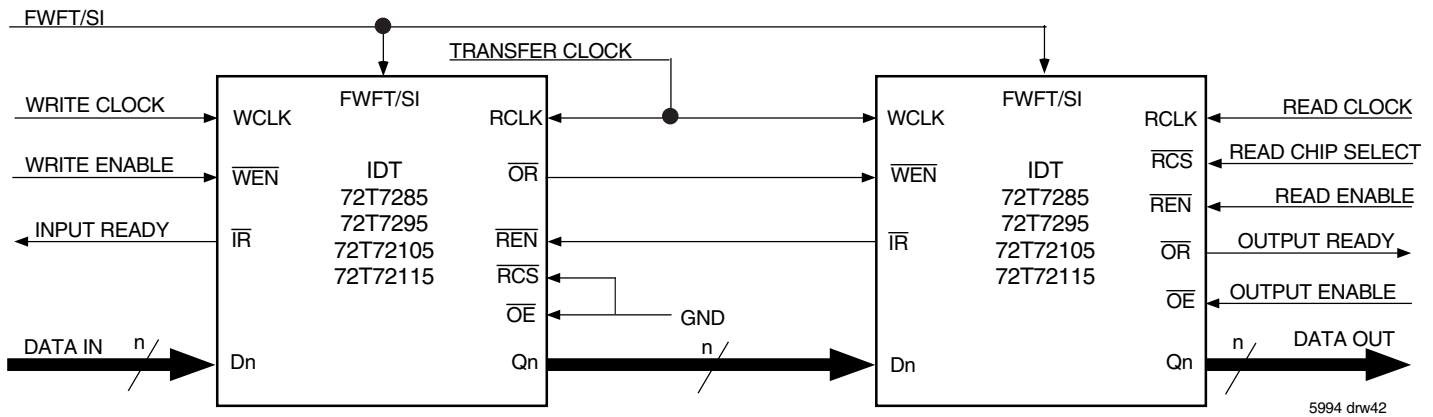 FWFT/SI
TRANSFER CLOCK
WRITE CLOCK
WRITE ENABLE
INPUT READY
DATA IN
n
FWFT/SI
WCLK
WEN
IR
Dn
IDT
72T7285
72T7295
72T72105
72T72115
RCLK
OR
REN
RCS
OE
Qn
GND
n
FWFT/SI
WCLK
WEN
IR
Dn
IDT
72T7285
72T7295
72T72105
72T72115
RCLK
RCS
REN
OR
OE
Qn
READ CLOCK
READ CHIP SELECT
READ ENABLE
OUTPUT READY
OUTPUT ENABLE
n
DATA OUT
5994 drw42